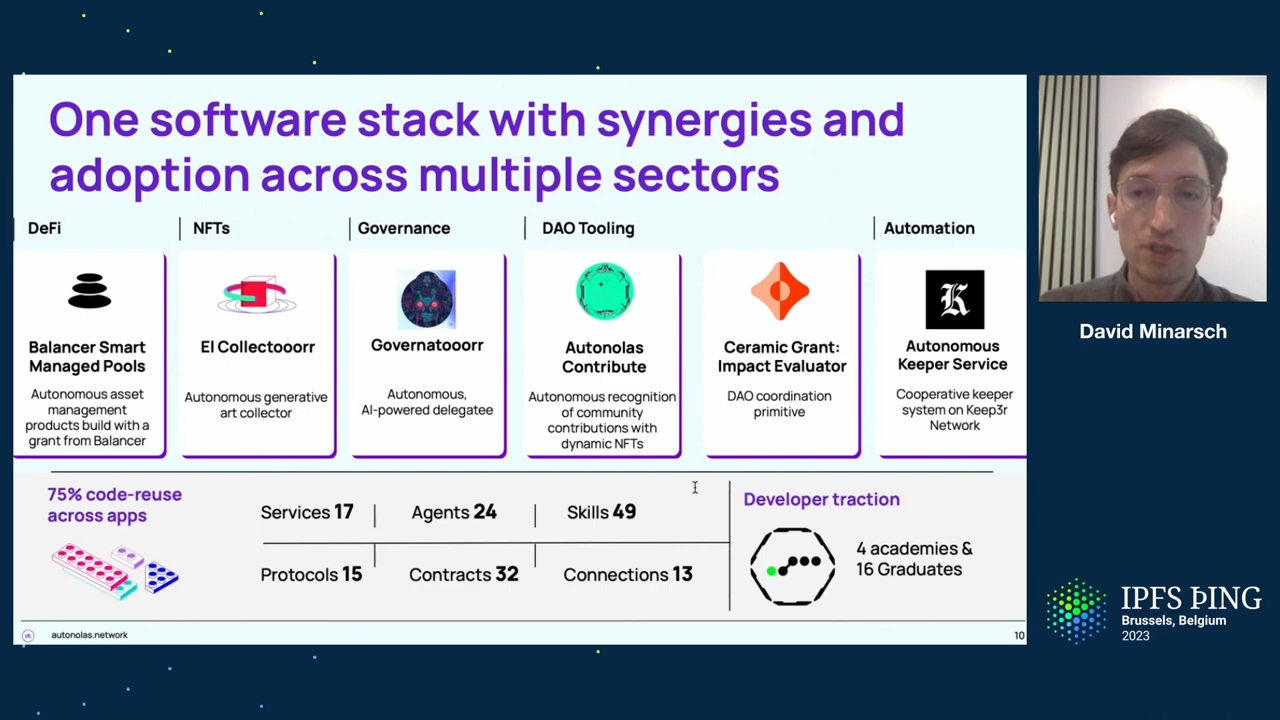 One software stack with synergies and
adoption across multiple sectors
DeFi
NFTs
Governance
DAO Tooling
Automation
Balancer Smart
Managed Pools
Autonomous asset
management
products build with a
grant from Balancer
El Collectooorr
Autonomous generative
art collector
Governatooorr
Autonomous,
AI-powered delegatee
Autonolas
Contribute
Autonomous recognition
of community
contributions with
dynamic NFTs
Ceramic Grant:
Impact Evaluator
DAO coordination
primitive
K
Autonomous
Keeper Service
Cooperative keeper
system on Keep3r
Network
75% code-reuse
across apps
Services 17
Agents 24
Skills 49
Protocols 15
Contracts 32
Connections 13
Developer traction
4 academies &
16 Graduates
autonolas.network
10
David Minarsch
IPFS ÞING
Brussels, Belgium
2023